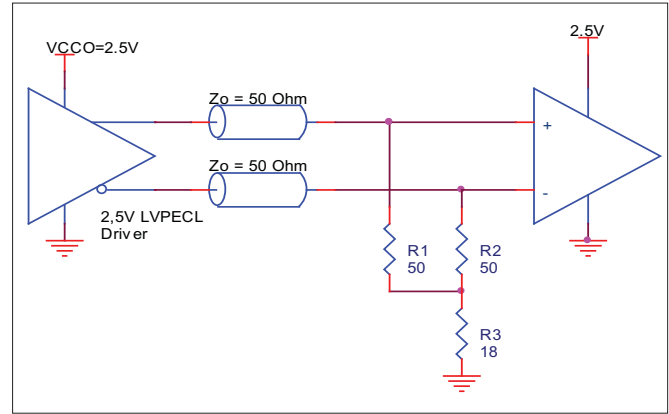 VCCO=2.5V
2.5V
Zo = 50 Ohm
+
Zo = 50 Ohm
-
2,5V LVPECL
Driver
R1
50
R2
50
R3
18